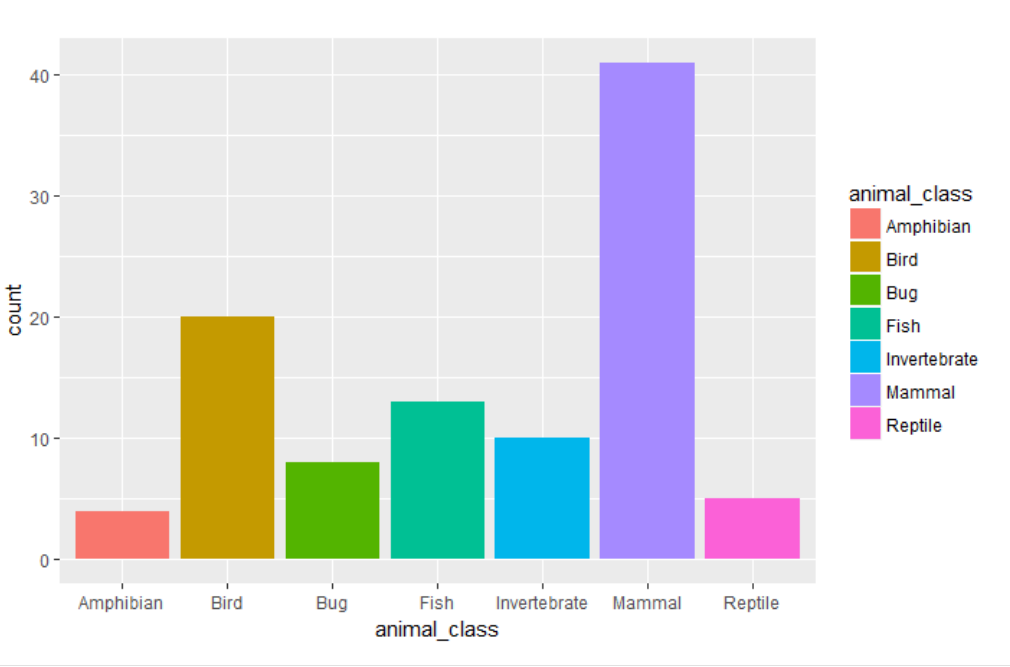 40
30
20
10
0
count
Amphibian Bird Bug Fish Invertebrate Mammal Reptile
animal_class
animal_class
Amphibian
Bird
Bug
Fish
Invertebrate
Mammal
Reptile